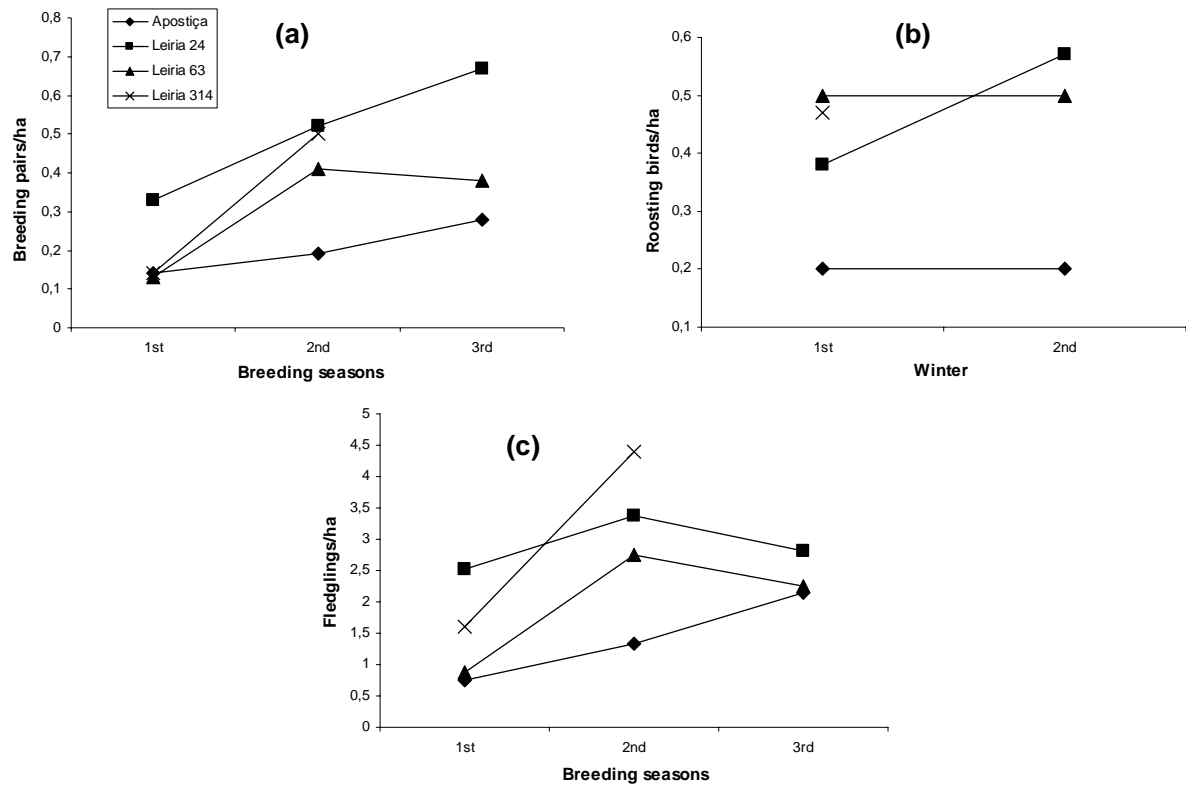 (a)
Apostiça
Leiria 24
Leiria 63
Leiria 314
Breeding pairs/ha
0,8
0,7
0,6
0,5
0,4
0,3
0,2
0,1
0
1st 2nd 3rd
Breeding seasons
(b)
Roosting birds/ha
0,6
0,5
0,4
0,3
0,2
0,1
1st 2nd
Winter
(c)
Fledglings/ha
5
4,5
4
3,5
3
2,5
2
1,5
1
0,5
0
1st 2nd 3rd
Breeding seasons